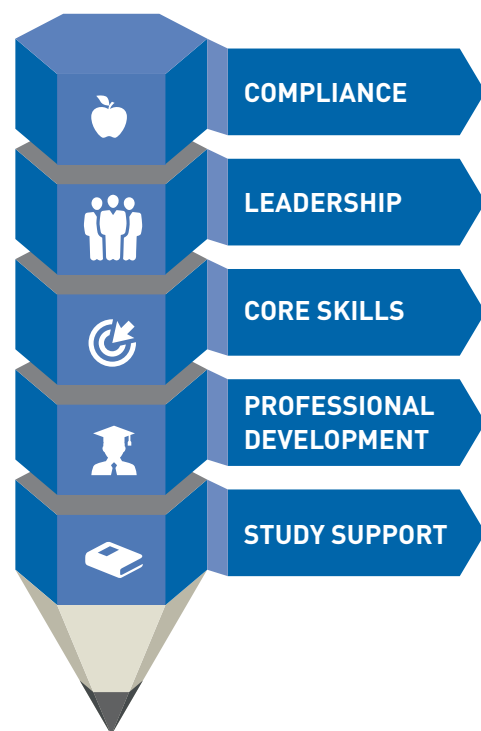 COMPLIANCE
LEADERSHIP
CORE SKILLS
PROFESSIONAL
DEVELOPMENT
STUDY SUPPORT